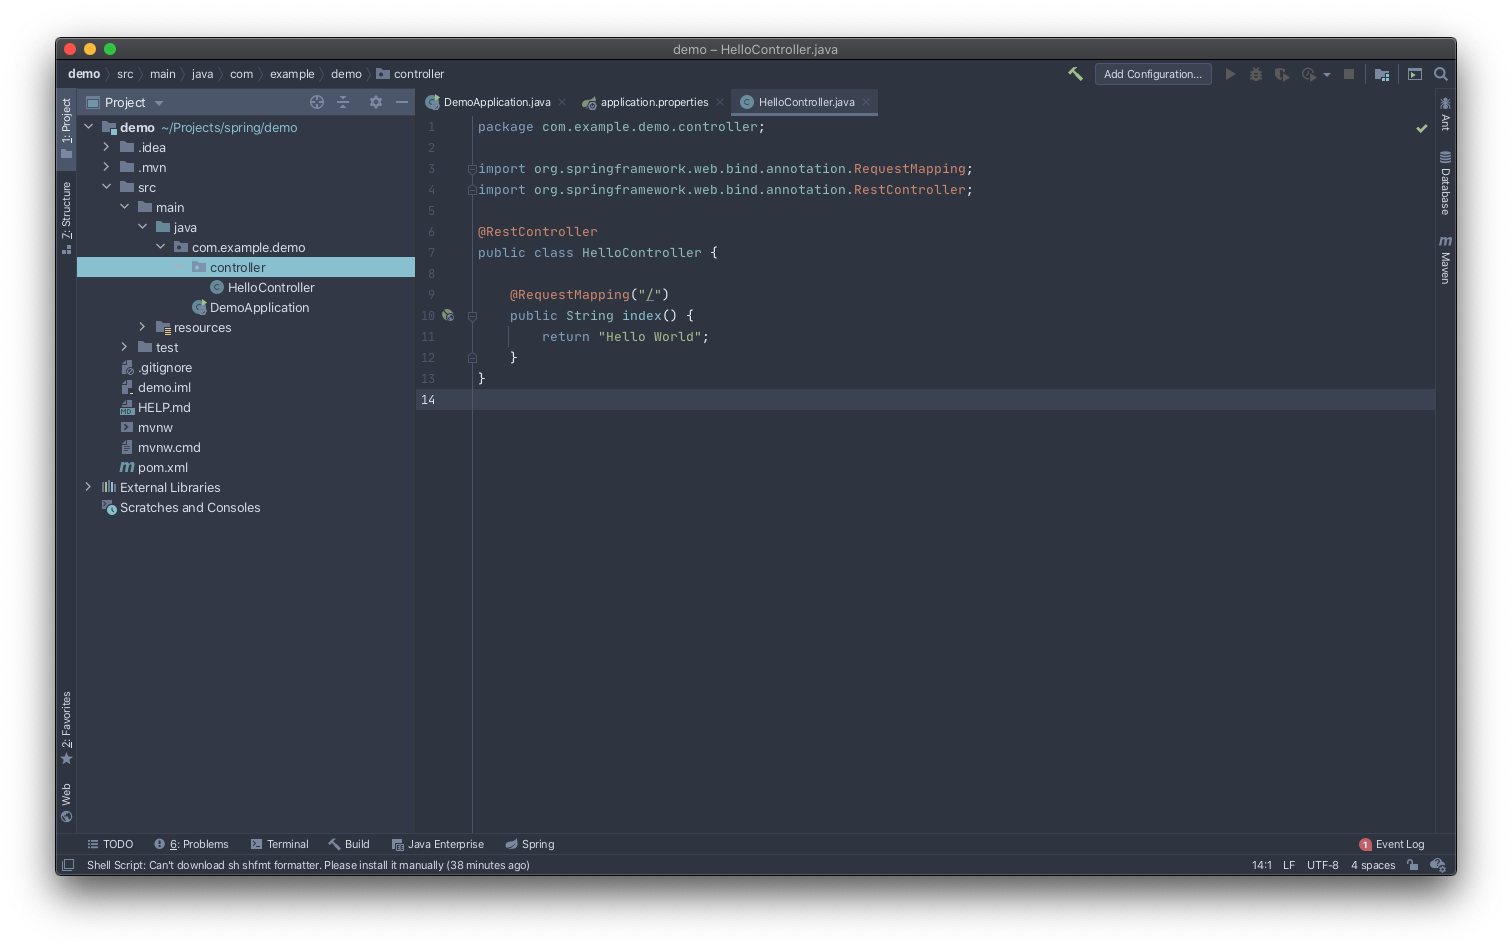 demo – HelloController.java
demo src main java com example demo controller
Add Configuration...
1: Project
Z: Structure
2: Favorites
Web
Project
demo ~/Projects/spring/demo
.idea
.mvn
src
main
java
com.example.demo
controller
HelloController
DemoApplication
resources
test
.gitignore
demo.iml
HELP.md
mvnw
mvnw.cmd
pom.xml
External Libraries
Scratches and Consoles
DemoApplication.java application.properties HelloController.java
1 package com.example.demo.controller;
2
3 import org.springframework.web.bind.annotation.RequestMapping;
4 import org.springframework.web.bind.annotation.RestController;
5
6 @RestController
7 public class HelloController {
8
9 @RequestMapping("/")
10 public String index() {
11 return "Hello World";
12 }
13 }
14
Ant
Database
Maven
TODO 6: Problems Terminal Build Java Enterprise Spring
1 Event Log
Shell Script: Can't download sh shfmt formatter. Please install it manually (38 minutes ago)
14:1 LF UTF-8 4 spaces